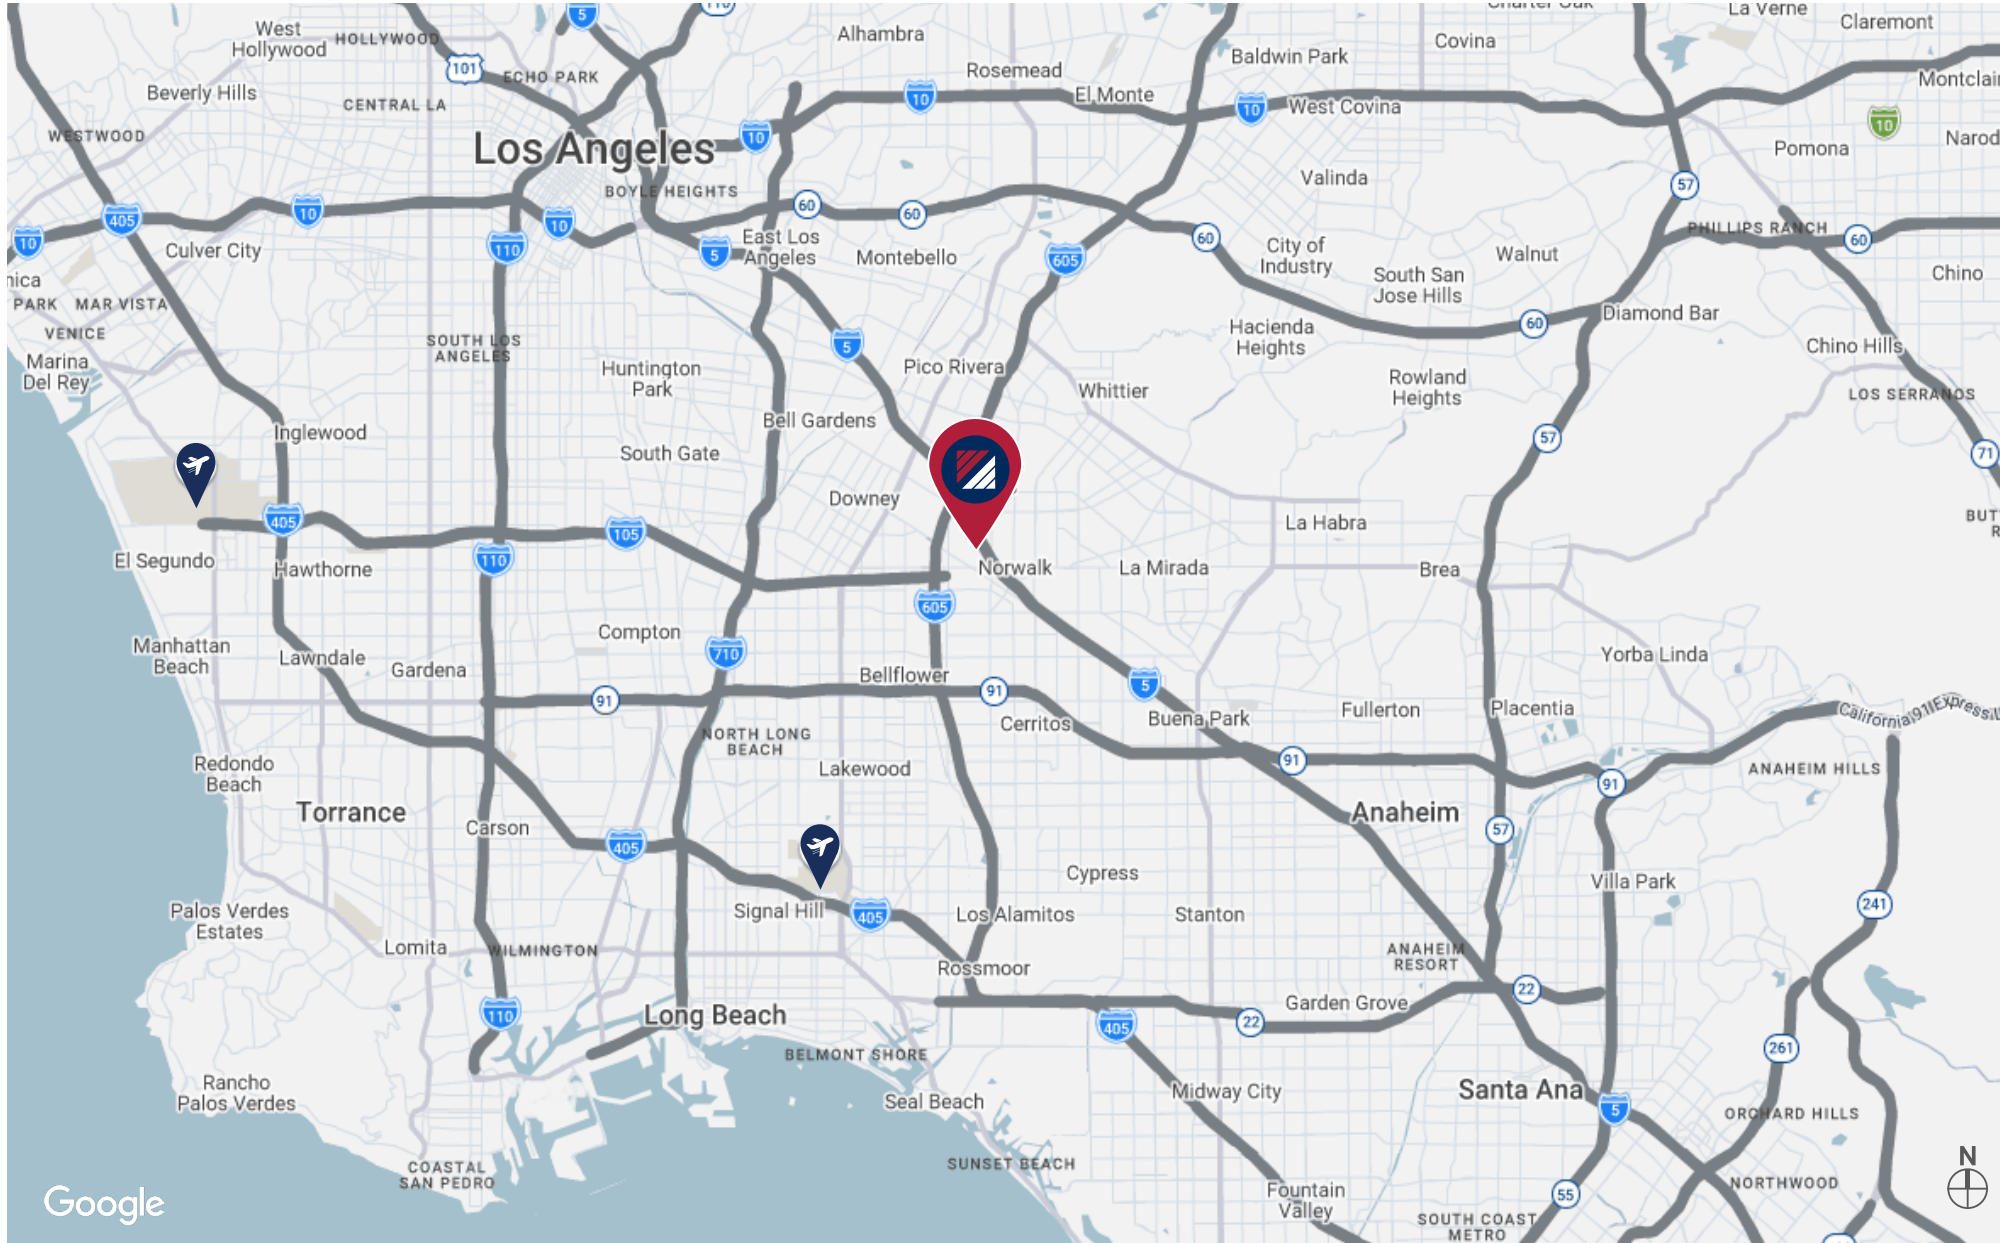 Charter Oak
La Verne
Claremont
West
Hollywood
HOLLYWOOD
5
110
Alhambra
Covina
Baldwin Park
101
ECHO PARK
Rosemead
Montclair
Beverly Hills
CENTRAL LA
10
El Monte
10
West Covina
10
WESTWOOD
Los Angeles
10
Pomona
Narod
BOYLE HEIGHTS
Valinda
57
405
10
10
60
60
110
5
East Los
Angeles
60
PHILLIPS RANCH
60
10
Culver City
Montebello
605
City of
Industry
Walnut
nica
PARK
MAR VISTA
South San
Jose Hills
Chino
VENICE
SOUTH LOS
ANGELES
5
60
Diamond Bar
Hacienda
Heights
Chino Hills
Marina
Del Rey
Huntington
Park
Pico Rivera
Whittier
Rowland
Heights
LOS SERRANOS
Inglewood
Bell Gardens
57
South Gate
71
Downey
405
105
La Habra
BUT
R
El Segundo
Hawthorne
110
Norwalk
La Mirada
Brea
605
Compton
Manhattan
Beach
Lawndale
Gardena
710
Yorba Linda
Bellflower
5
91
91
Cerritos
Buena Park
Fullerton
Placentia
California 91 Express L
NORTH LONG
BEACH
Redondo
Beach
Lakewood
91
91
ANAHEIM HILLS
Torrance
Carson
Anaheim
57
405
Cypress
Villa Park
Palos Verdes
Estates
Signal Hill
405
Los Alamitos
Stanton
241
Lomita
WILMINGTON
Rossmoor
ANAHEIM
RESORT
110
Long Beach
405
22
Garden Grove
22
BELMONT SHORE
261
Rancho
Palos Verdes
Seal Beach
Midway City
Santa Ana
5
ORCHARD HILLS
COASTAL
SAN PEDRO
SUNSET BEACH
N
Google
Fountain
Valley
55
NORTHWOOD
SOUTH COAST
METRO